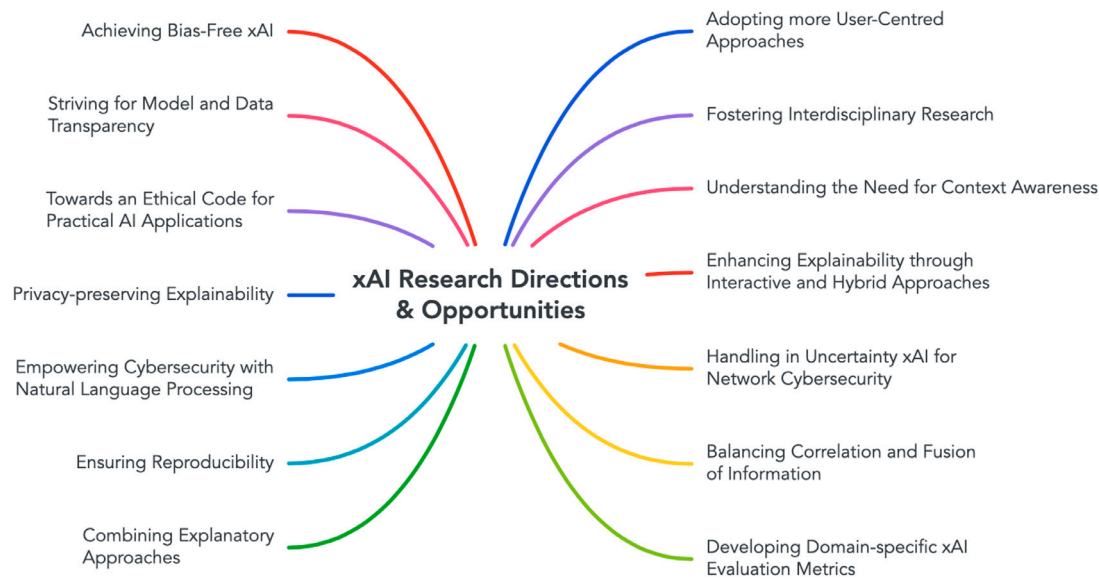 Achieving Bias-Free xAI
Striving for Model and Data
Transparency
Towards an Ethical Code for
Practical AI Applications
Privacy-preserving Explainability
Empowering Cybersecurity with
Natural Language Processing
Ensuring Reproducibility
Combining Explanatory
Approaches
xAI Research Directions
& Opportunities
Adopting more User-Centred
Approaches
Fostering Interdisciplinary Research
Understanding the Need for Context Awareness
Enhancing Explainability through
Interactive and Hybrid Approaches
Handling in Uncertainty xAI for
Network Cybersecurity
Balancing Correlation and Fusion
of Information
Developing Domain-specific xAI
Evaluation Metrics